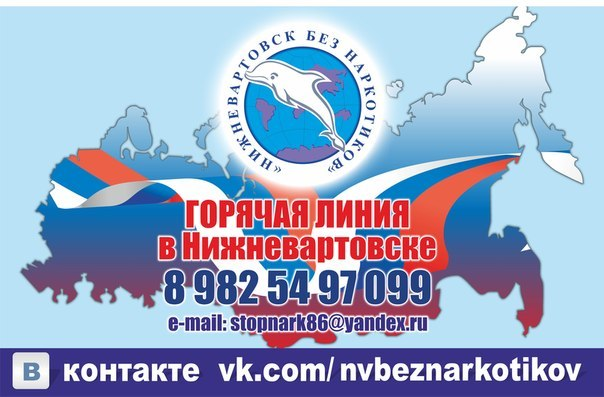 «НИЖНЕВАРТОВСК БЕЗ НАРКОТИКОВ»
ГОРЯЧАЯ ЛИНИЯ
в Нижневартовске
8 982 54 97 099
e-mail: stopnark86@yandex.ru
В контакте vk.com/nvbeznarkotikov